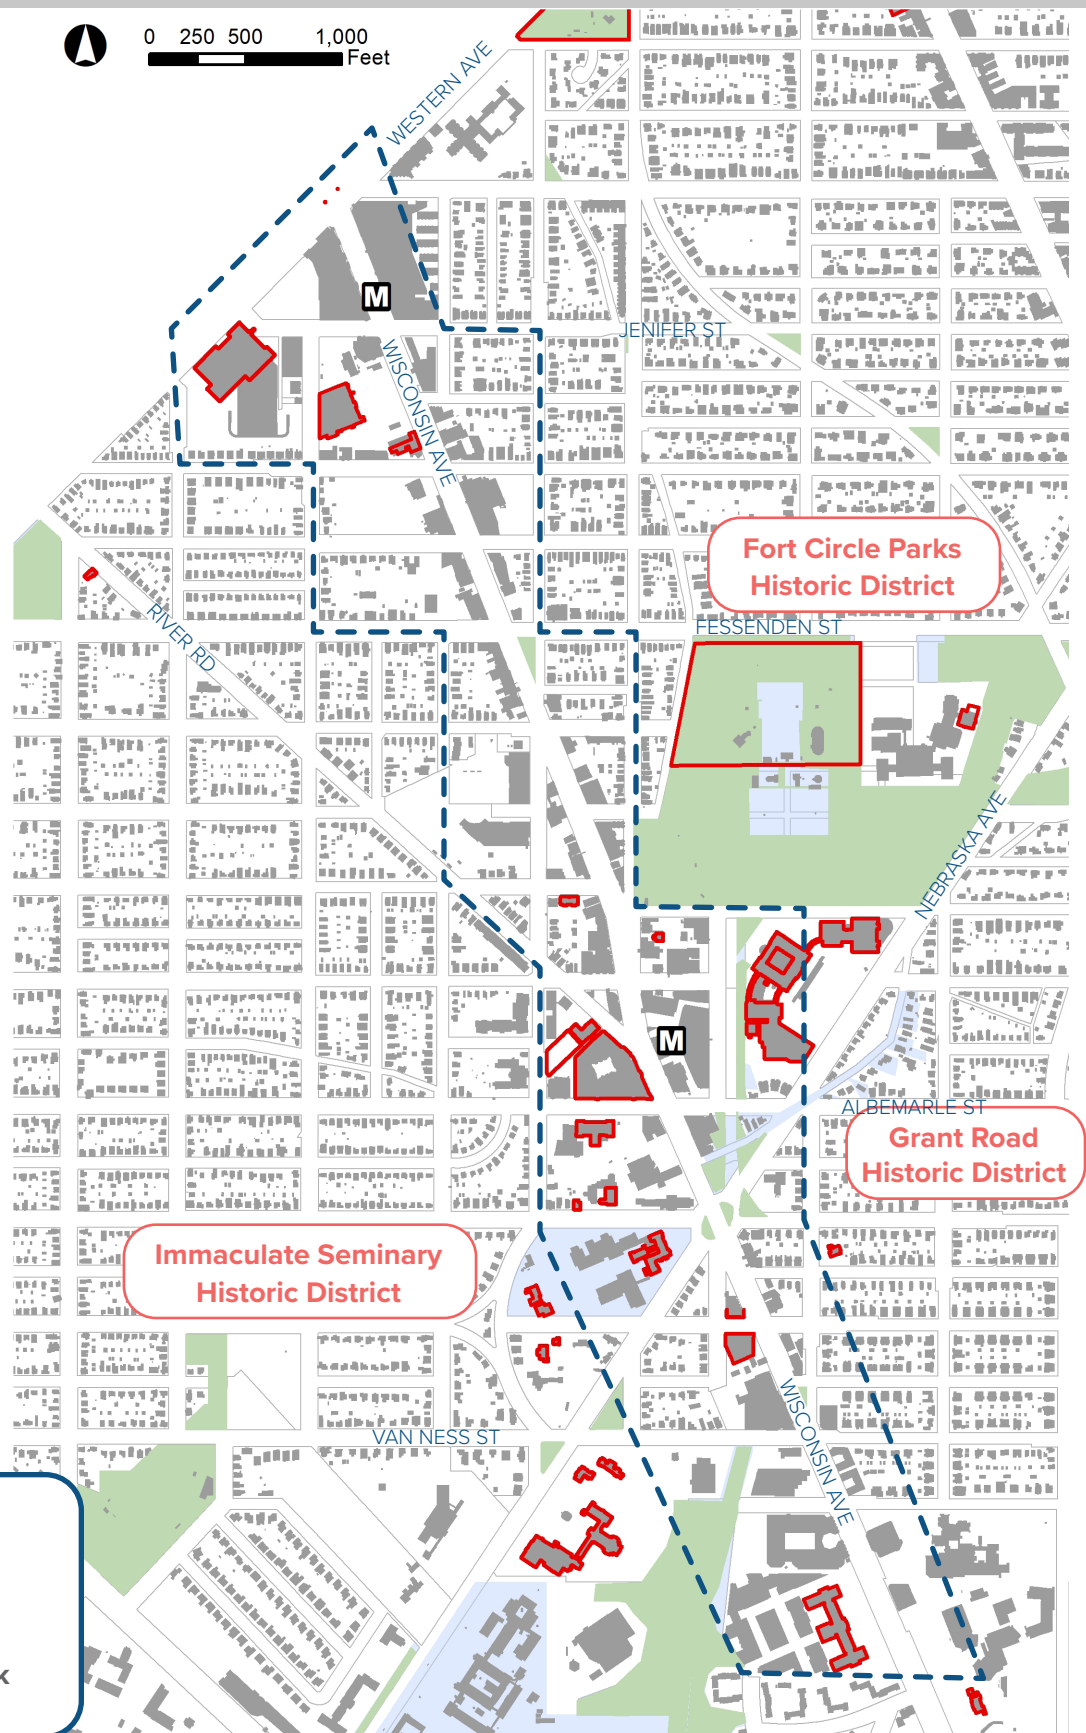 0 250 500 1,000
Feet
WESTERN AVE
M
JENIFER ST
WISCONSIN AVE
Fort Circle Parks
Historic District
RIVER RD
FESSENDEN ST
NEBRASKA AVE
M
ALBEMARLE ST
Grant Road
Historic District
Immaculate Seminary
Historic District
WISCONSIN AVE
VAN NESS ST
k